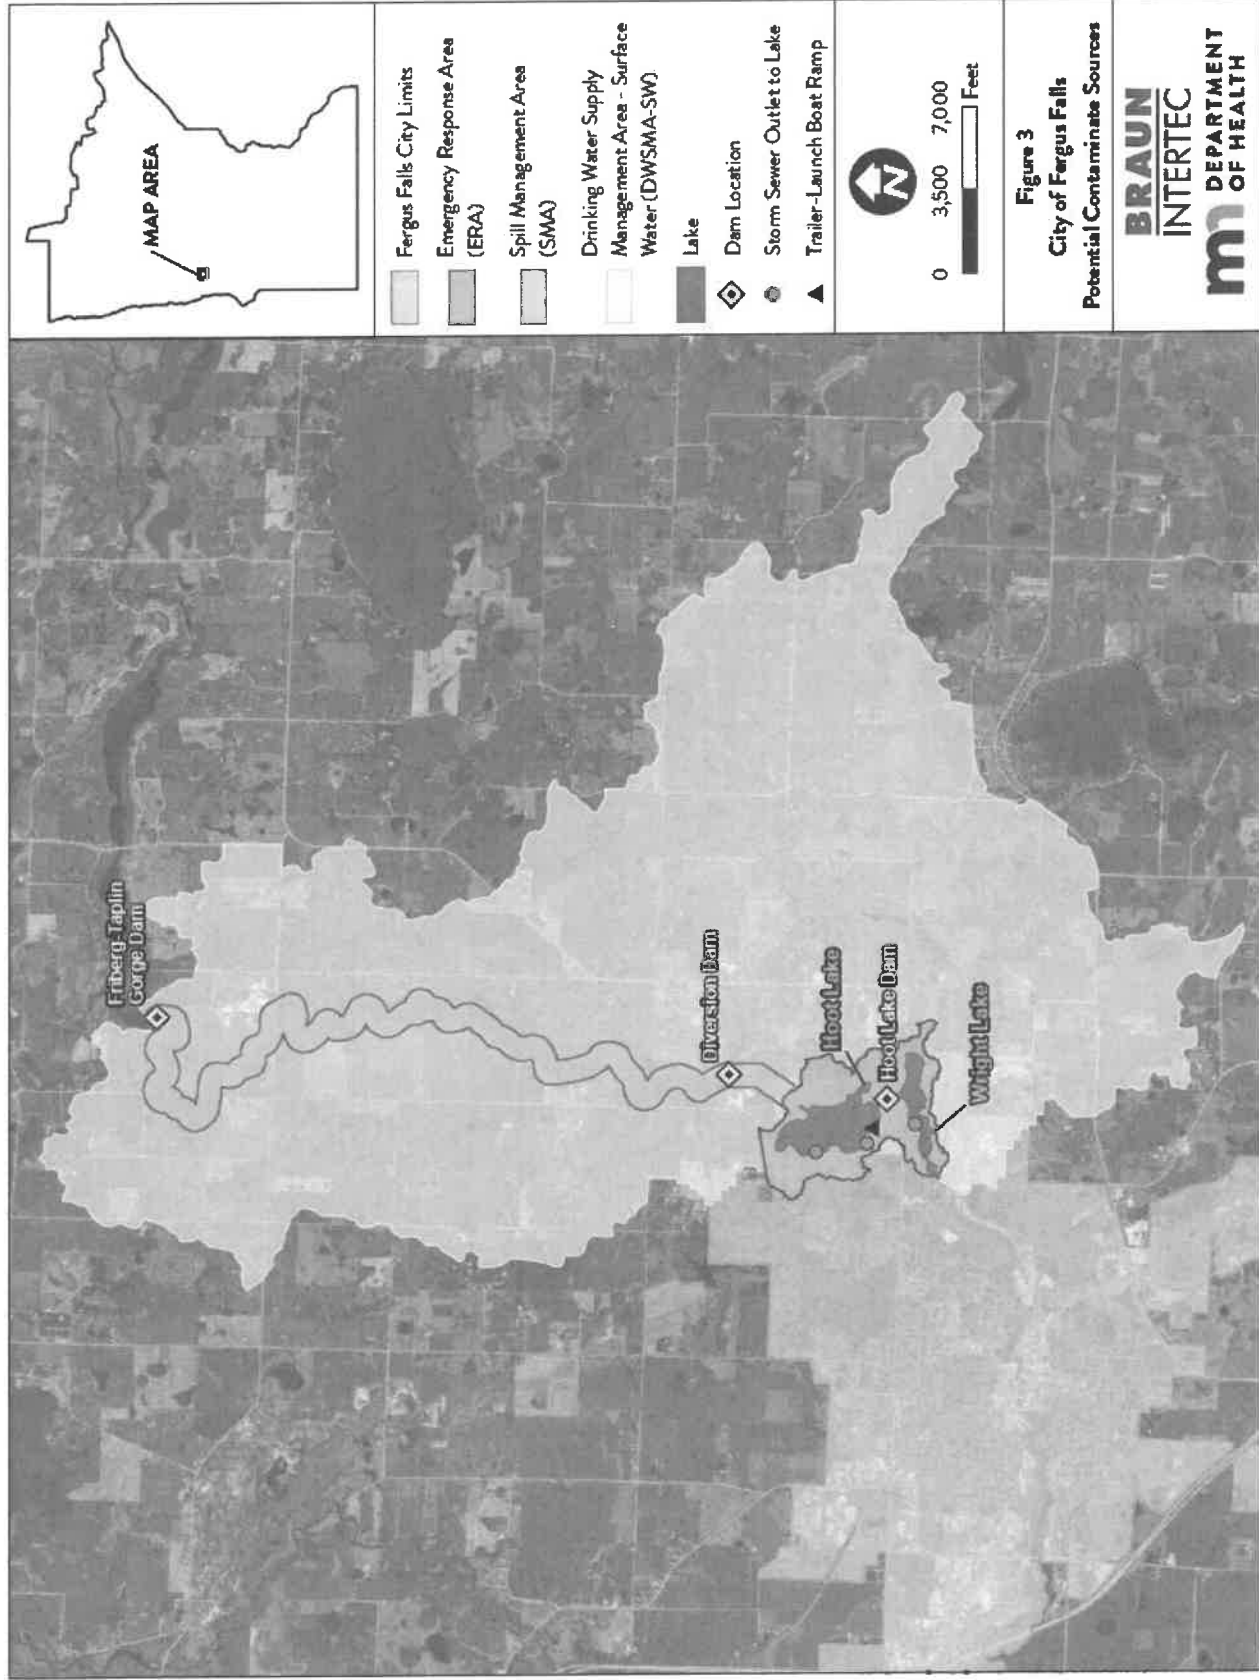 MAP AREA
Fergus Falls City Limits
Emergency Response Area
(ERA)
Spill Management Area
(SMA)
Drinking Water Supply
Management Area - Surface
Water (DWSMA-SW)
Lake
Dam Location
Storm Sewer Outlet to Lake
Trailer-Launch Boat Ramp
N
0 3,500 7,000
Feet
Figure 3
City of Fergus Falls
Potential Contaminate Sources
BRAUN
INTERTEC
mn DEPARTMENT
OF HEALTH
Friberg-Taplin
Gorge Dam
Diversion Dam
Hoot Lake
Hoot Lake Dam
Wright Lake